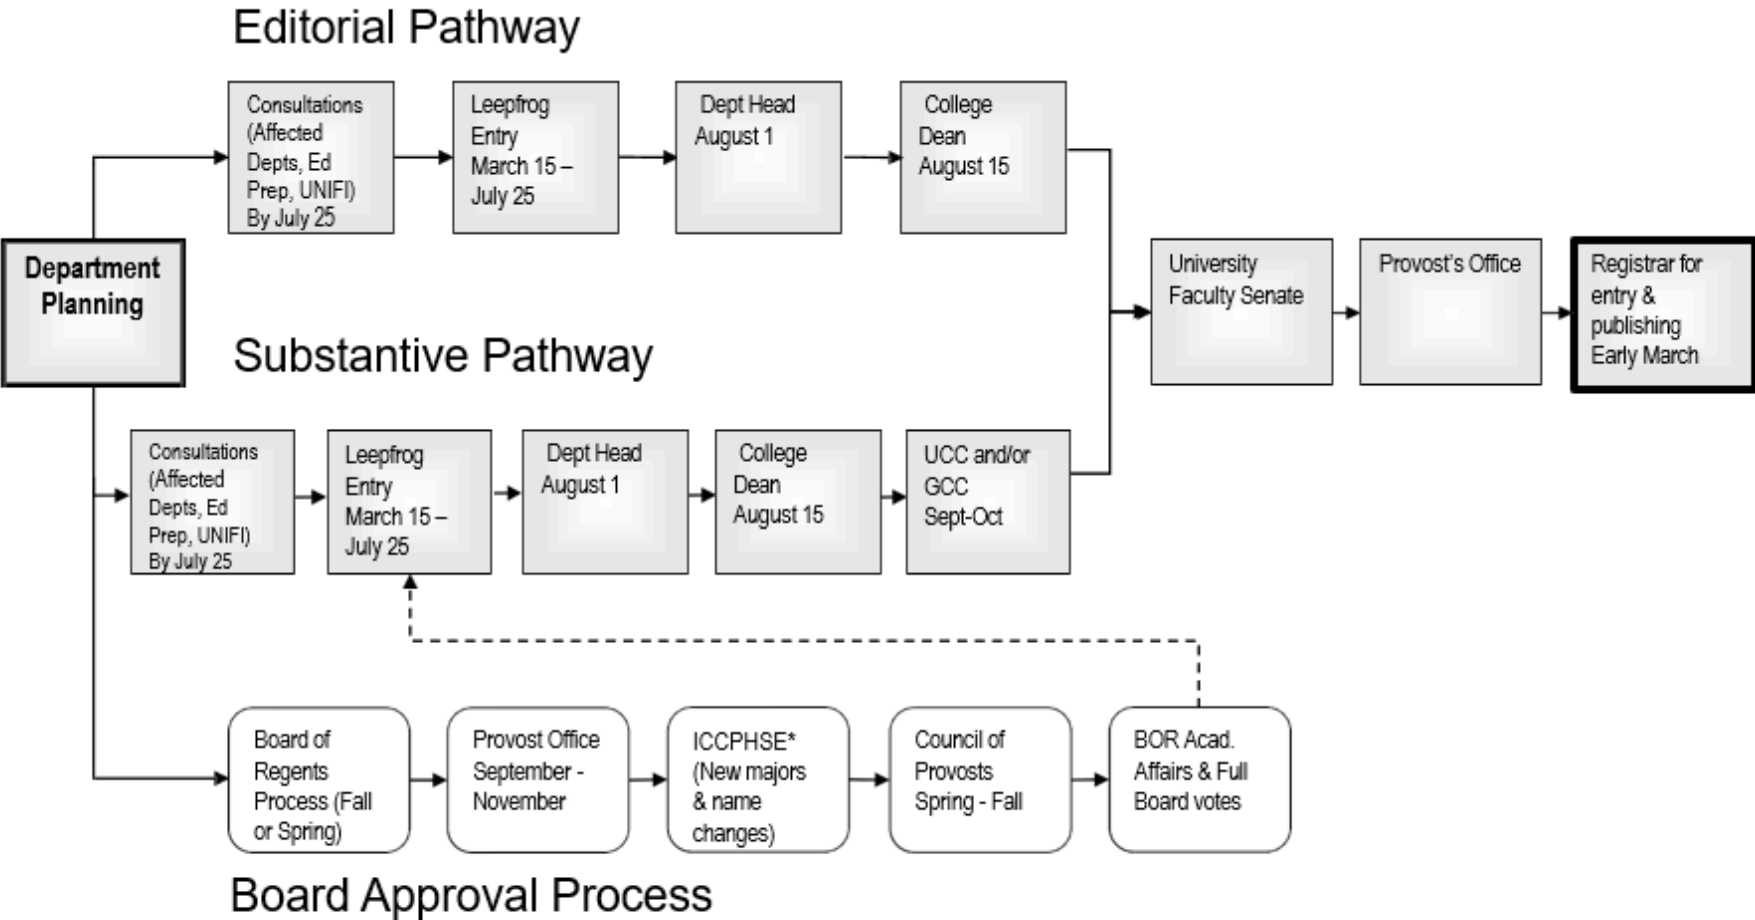 Editorial Pathway
Consultations
(Affected
Depts, Ed
Prep, UNIFI)
By July 25
Leepfrog
Entry
March 15 –
July 25
Dept Head
August 1
College
Dean
August 15
Department
Planning
University
Faculty Senate
Provost's Office
Registrar for
entry &
publishing
Early March
Substantive Pathway
Consultations
(Affected
Depts, Ed
Prep, UNIFI)
By July 25
Leepfrog
Entry
March 15 –
July 25
Dept Head
August 1
College
Dean
August 15
UCC and/or
GCC
Sept-Oct
Board of
Regents
Process (Fall
or Spring)
Provost Office
September -
November
ICCPHSE*
(New majors
& name
changes)
Council of
Provosts
Spring - Fall
BOR Acad.
Affairs & Full
Board votes
Board Approval Process